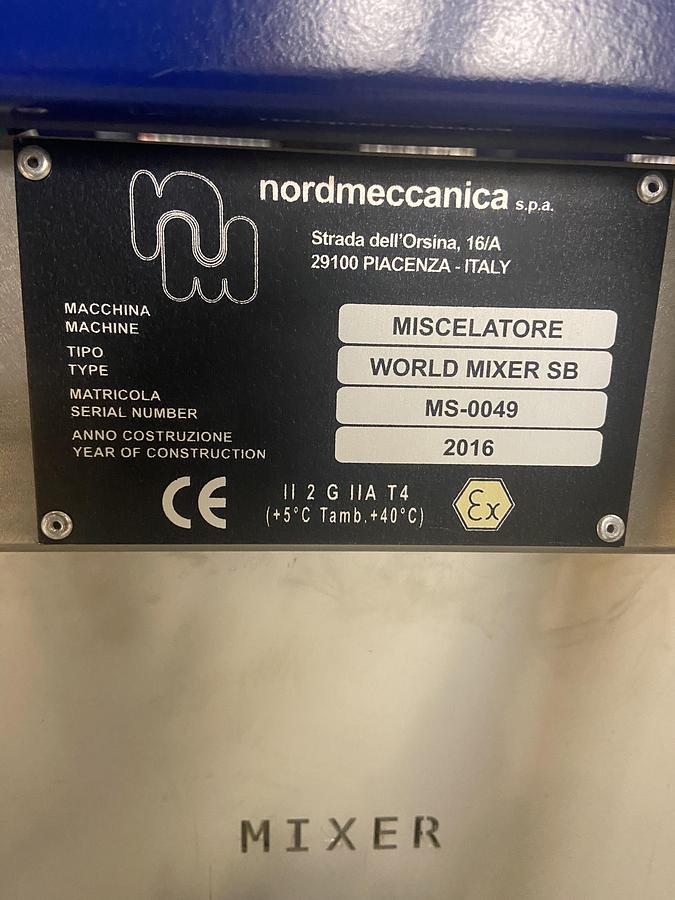 nordmeccanica s.p.a.
Strada dell'Orsina, 16/A
29100 PIACENZA - ITALY
MACCHINA
MACHINE
MISCELATORE
TIPO
TYPE
WORLD MIXER SB
MATRICOLA
SERIAL NUMBER
MS-0049
ANNO COSTRUZIONE
YEAR OF CONSTRUCTION
2016
CE
II 2 G IIA T4
(+5°C Tamb.+40°C)
Ex
MIXER